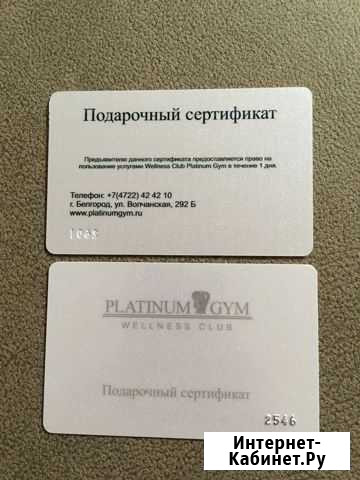 Подарочный сертификат
Предъявителю данного сертификата предоставляется право на
пользование услугами Wellness Club Platinum Gym в течение 1 дня.
Телефон: +7(4722) 42 42 10
г. Белгород, ул. Волчанская, 292 Б
www.platinumgym.ru
PLATINUM GYM
WELLNESS CLUB
Подарочный сертификат
2546
Интернет-
Кабинет.Ру